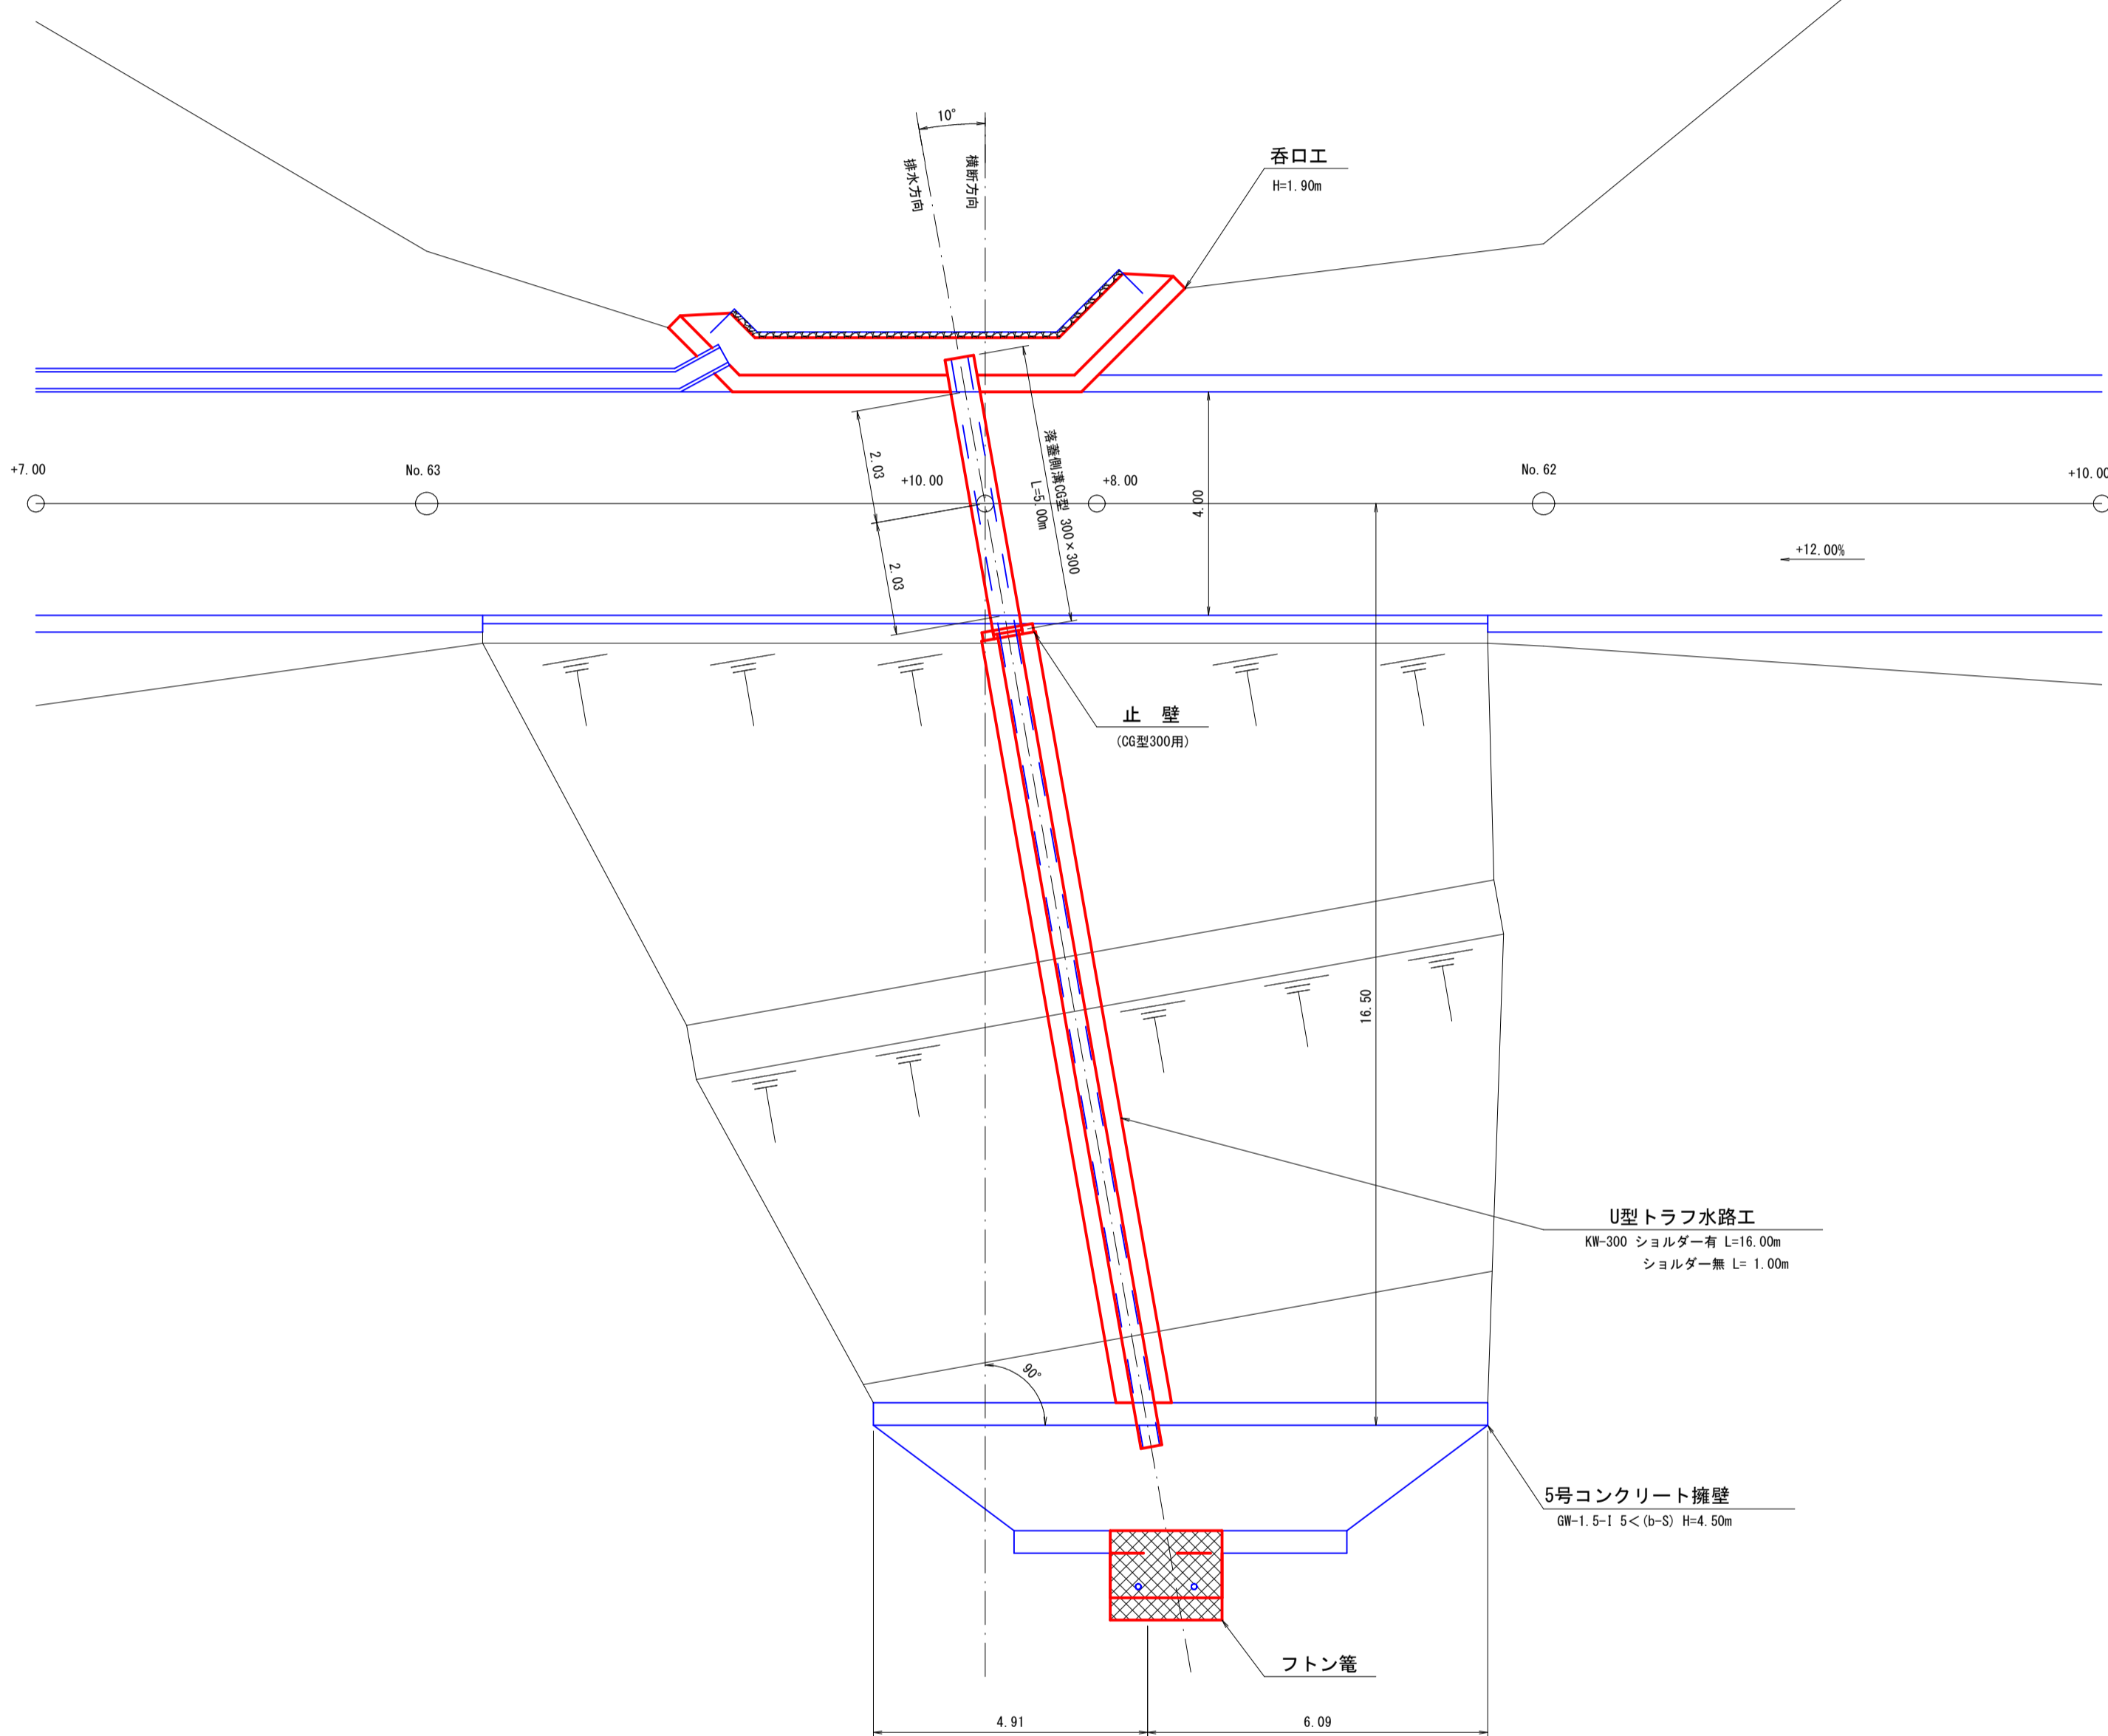 10°
排水方向
横断方向
呑口工
H=1.90m
+7.00
No.63
+10.00
+8.00
No.62
+10.00
2.03
2.03
落蓋側溝CG型 300×300
L=5.00m
4.00
+12.00%
止 壁
(CG型300用)
16.50
U型トラフ水路工
KW-300 ショルダー有 L=16.00m
ショルダー無 L= 1.00m
90°
5号コンクリート擁壁
GW-1.5-I 5<(b-S) H=4.50m
フトン篭
4.91
6.09